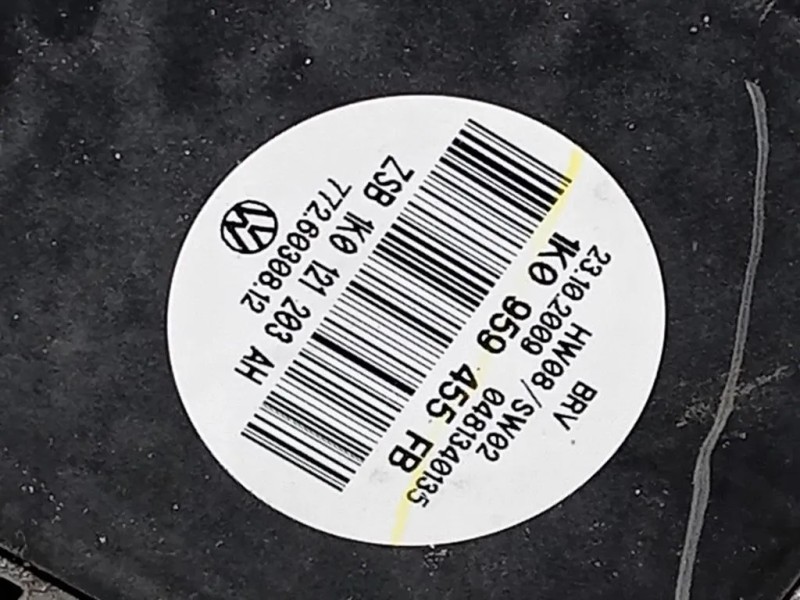 BRV
HW08/SW02
23.10.2009 0481340135
1K0 959 455 FB
ZSB 1K0 121 203 AH
772.60308.12
VW